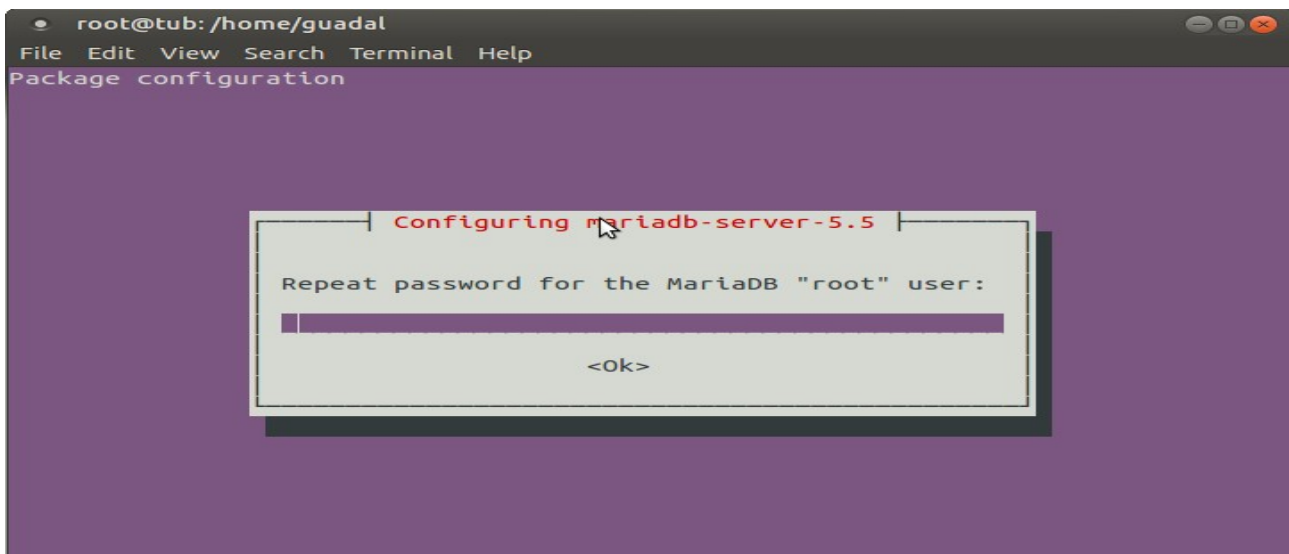 root@tub: /home/guadal
File Edit View Search Terminal Help
Package configuration
Configuring mariadb-server-5.5
Repeat password for the MariaDB "root" user:
<Ok>